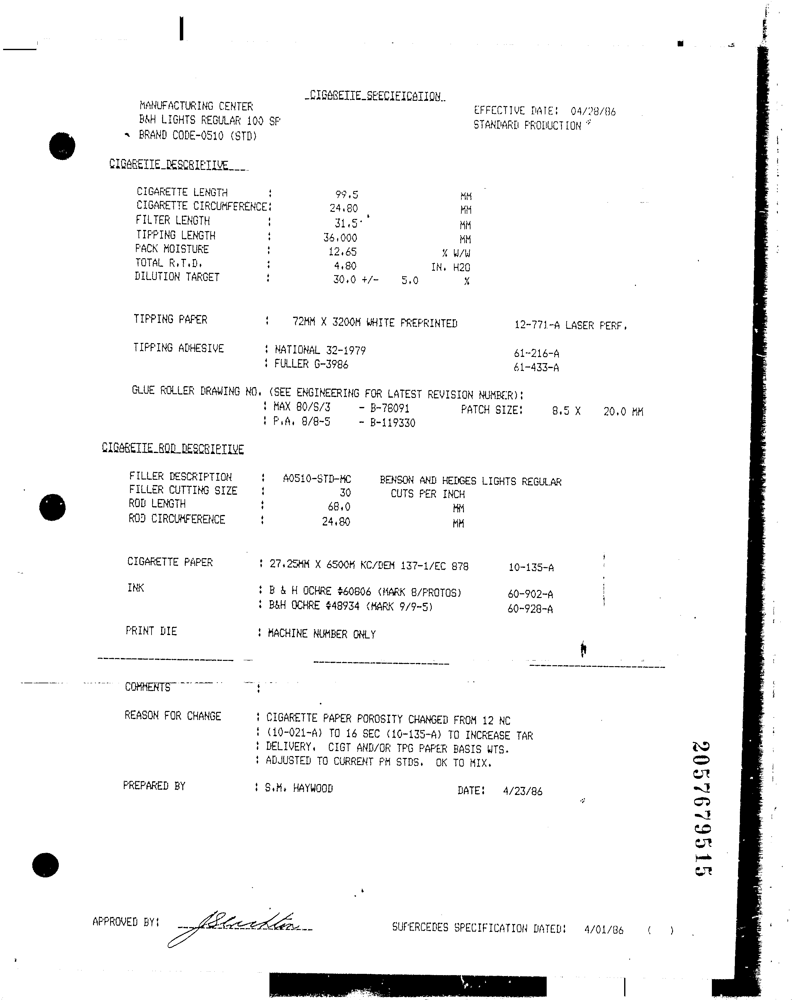 CIGARETTE SPECIFICATION
MANUFACTURING CENTER
B&H LIGHTS REGULAR 100 SP
BRAND CODE-0510 (STD)
EFFECTIVE DATE: 04/28/86
STANDARD PRODUCTION
CIGARETTE DESCRIPTIVE
CIGARETTE LENGTH : 99.5 MM
CIGARETTE CIRCUMFERENCE: 24.80 MM
FILTER LENGTH : 31.5 MM
TIPPING LENGTH : 36.000 MM
PACK MOISTURE : 12.65 % W/W
TOTAL R.T.D. : 4.80 IN. H2O
DILUTION TARGET : 30.0 +/- 5.0 %
TIPPING PAPER : 72MM X 3200M WHITE PREPRINTED 12-771-A LASER PERF.
TIPPING ADHESIVE : NATIONAL 32-1979 61-216-A
: FULLER G-3986 61-433-A
GLUE ROLLER DRAWING NO. (SEE ENGINEERING FOR LATEST REVISION NUMBER):
: MAX 80/S/3 - B-78091 PATCH SIZE: 8.5 X 20.0 MM
: P.A. 8/8-5 - B-119330
CIGARETTE ROD DESCRIPTIVE
FILLER DESCRIPTION : A0510-STD-MC BENSON AND HEDGES LIGHTS REGULAR
FILLER CUTTING SIZE : 30 CUTS PER INCH
ROD LENGTH : 68.0 MM
ROD CIRCUMFERENCE : 24.80 MM
CIGARETTE PAPER : 27.25MM X 6500M KC/DEM 137-1/EC 878 10-135-A
INK : B & H OCHRE #60806 (MARK 8/PROTOS) 60-902-A
: B&H OCHRE #48934 (MARK 9/9-5) 60-928-A
PRINT DIE : MACHINE NUMBER ONLY
COMMENTS :
REASON FOR CHANGE : CIGARETTE PAPER POROSITY CHANGED FROM 12 NC
: (10-021-A) TO 16 SEC (10-135-A) TO INCREASE TAR
: DELIVERY. CIGT AND/OR TPG PAPER BASIS WTS.
: ADJUSTED TO CURRENT PM STDS. OK TO MIX.
PREPARED BY : S.M. HAYWOOD DATE: 4/23/86
2057679515
APPROVED BY:
SUPERCEDES SPECIFICATION DATED: 4/01/86 ( )